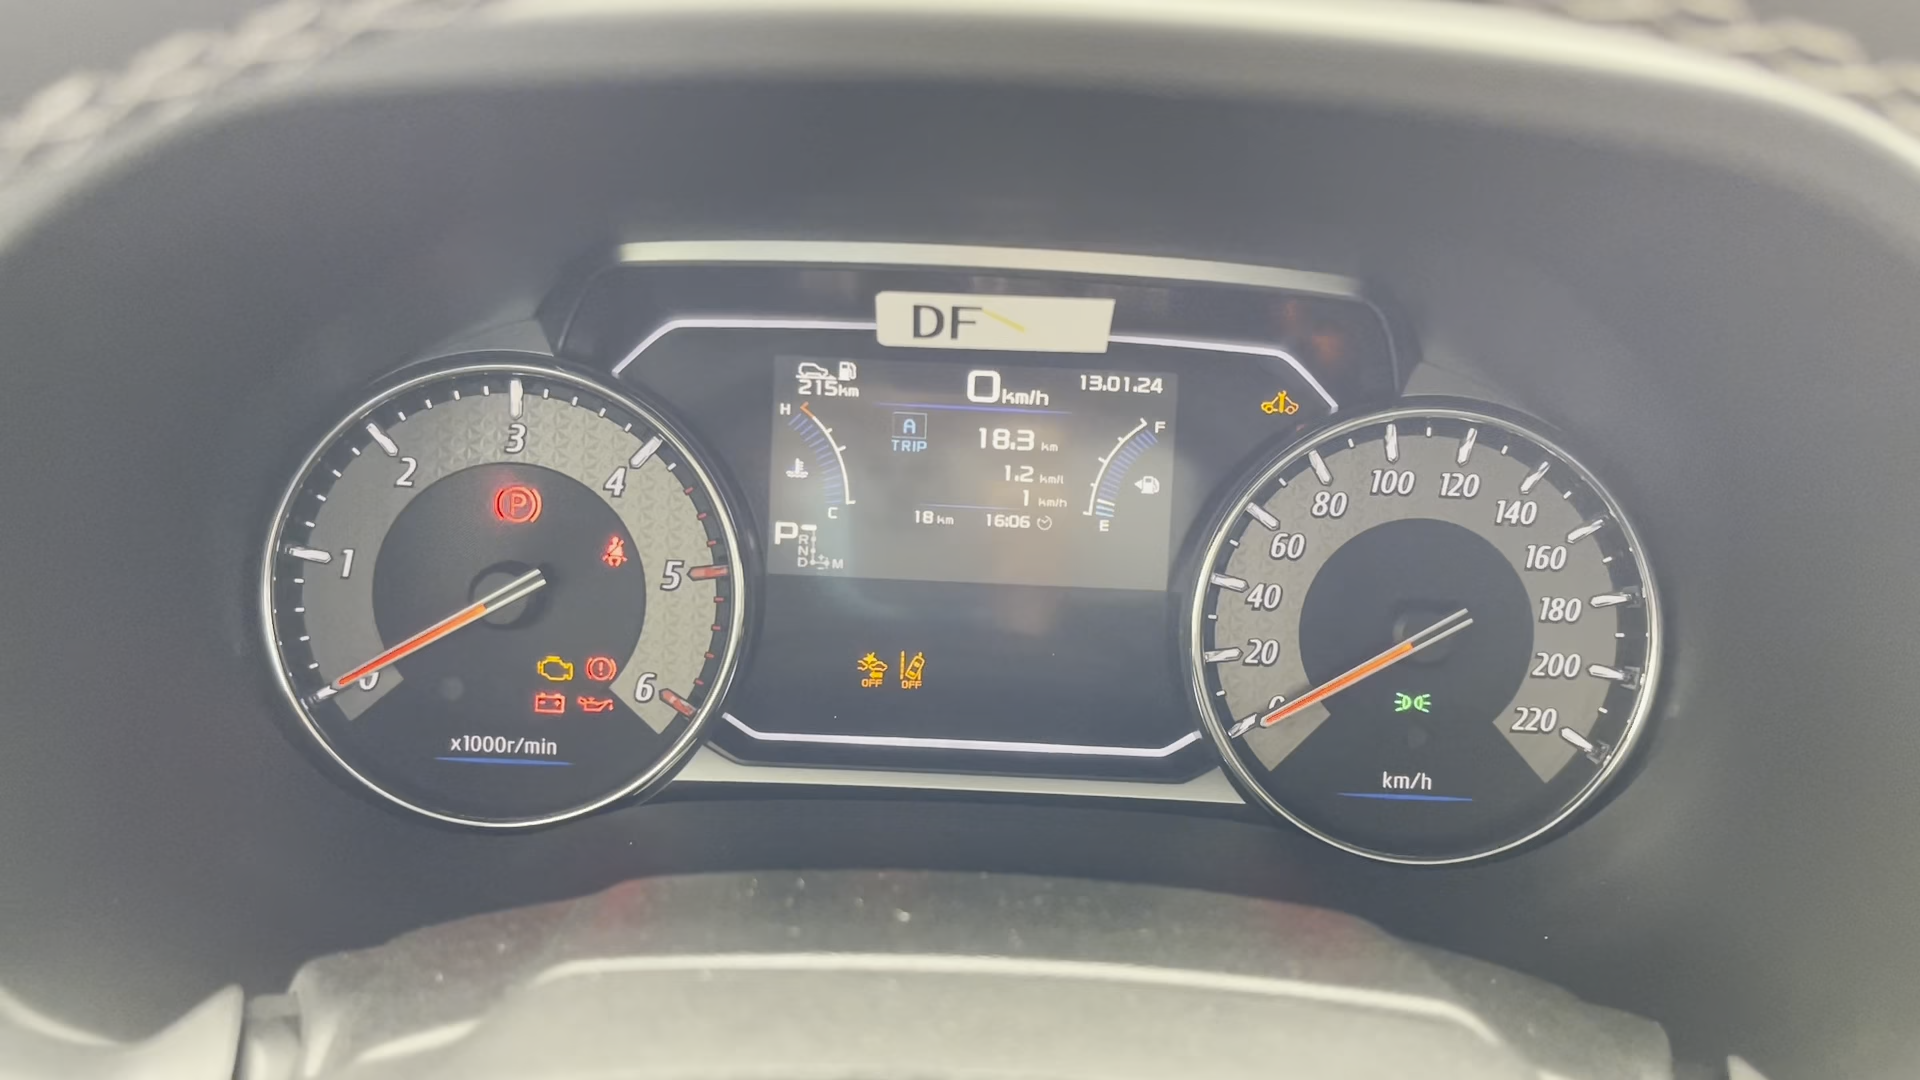 DF
215km
0km/h
13.01.24
H
A
TRIP
18.3 km
F
1.2 km/l
1 km/h
C
18 km
16:06
E
P
R
N
D
M
OFF
OFF
0
1
2
3
4
5
6
P
x1000r/min
0
20
40
60
80
100
120
140
160
180
200
220
km/h